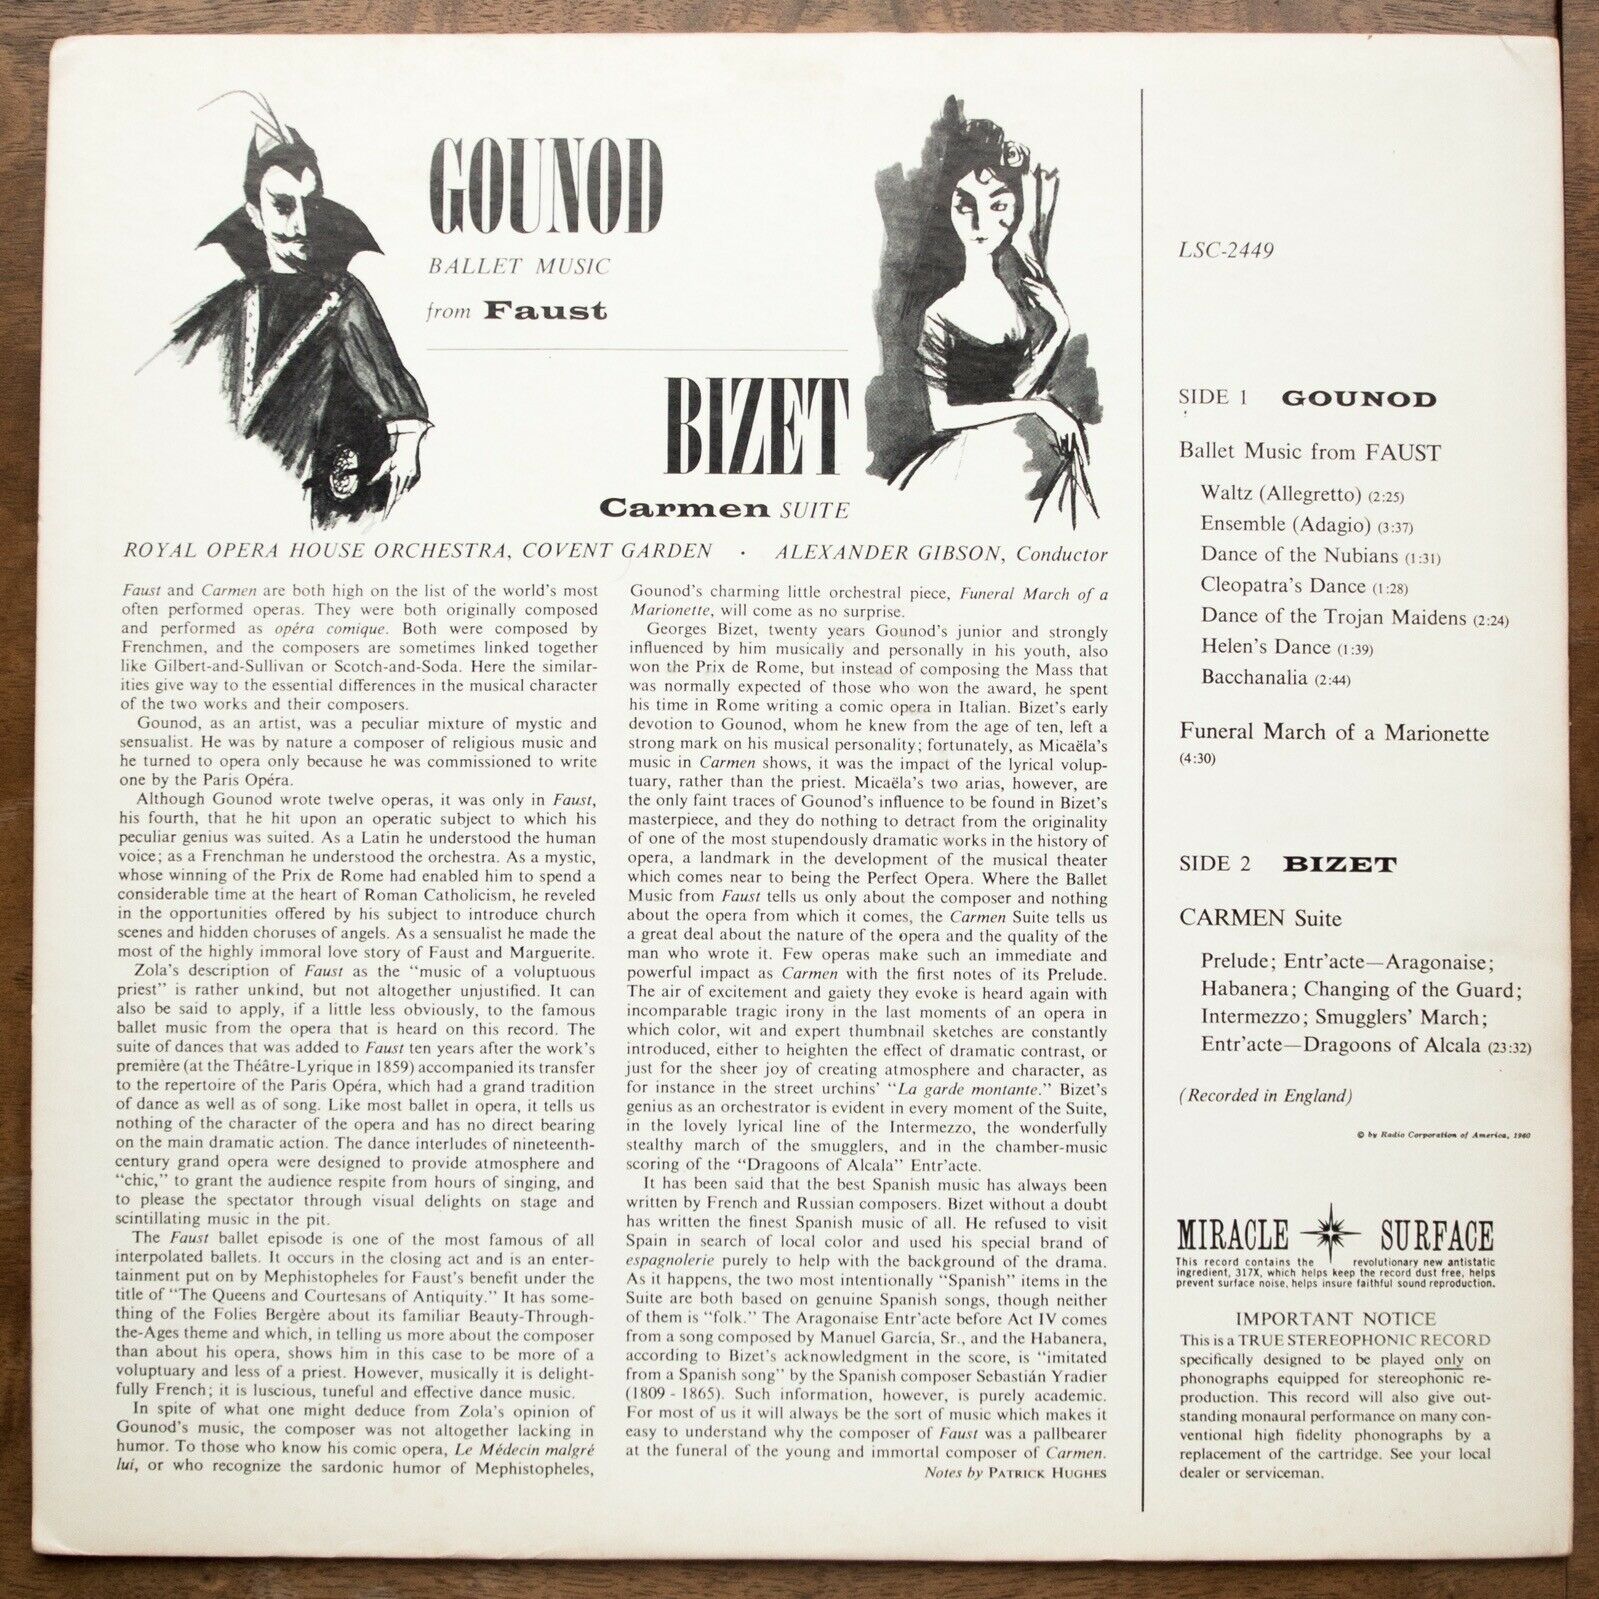 GOUNOD
BALLET MUSIC
from Faust
BIZET
Carmen SUITE
ROYAL OPERA HOUSE ORCHESTRA, COVENT GARDEN · ALEXANDER GIBSON, Conductor
Faust and Carmen are both high on the list of the world's most
often performed operas. They were both originally composed
and performed as opéra comique. Both were composed by
Frenchmen, and the composers are sometimes linked together
like Gilbert-and-Sullivan or Scotch-and-Soda. Here the similar-
ities give way to the essential differences in the musical character
of the two works and their composers.
Gounod, as an artist, was a peculiar mixture of mystic and
sensualist. He was by nature a composer of religious music and
he turned to opera only because he was commissioned to write
one by the Paris Opéra.
Although Gounod wrote twelve operas, it was only in Faust,
his fourth, that he hit upon an operatic subject to which his
peculiar genius was suited. As a Latin he understood the human
voice; as a Frenchman he understood the orchestra. As a mystic,
whose winning of the Prix de Rome had enabled him to spend a
considerable time at the heart of Roman Catholicism, he reveled
in the opportunities offered by his subject to introduce church
scenes and hidden choruses of angels. As a sensualist he made the
most of the highly immoral love story of Faust and Marguerite.
Zola's description of Faust as the "music of a voluptuous
priest" is rather unkind, but not altogether unjustified. It can
also be said to apply, if a little less obviously, to the famous
ballet music from the opera that is heard on this record. The
suite of dances that was added to Faust ten years after the work's
première (at the Théâtre-Lyrique in 1859) accompanied its transfer
to the repertoire of the Paris Opéra, which had a grand tradition
of dance as well as of song. Like most ballet in opera, it tells us
nothing of the character of the opera and has no direct bearing
on the main dramatic action. The dance interludes of nineteenth-
century grand opera were designed to provide atmosphere and
"chic," to grant the audience respite from hours of singing, and
to please the spectator through visual delights on stage and
scintillating music in the pit.
The Faust ballet episode is one of the most famous of all
interpolated ballets. It occurs in the closing act and is an enter-
tainment put on by Mephistopheles for Faust's benefit under the
title of "The Queens and Courtesans of Antiquity." It has some-
thing of the Folies Bergère about its familiar Beauty-Through-
the-Ages theme and which, in telling us more about the composer
than about his opera, shows him in this case to be more of a
voluptuary and less of a priest. However, musically it is delight-
fully French; it is luscious, tuneful and effective dance music.
In spite of what one might deduce from Zola's opinion of
Gounod's music, the composer was not altogether lacking in
humor. To those who know his comic opera, Le Médecin malgré
lui, or who recognize the sardonic humor of Mephistopheles,
Gounod's charming little orchestral piece, Funeral March of a
Marionette, will come as no surprise.
Georges Bizet, twenty years Gounod's junior and strongly
influenced by him musically and personally in his youth, also
won the Prix de Rome, but instead of composing the Mass that
was normally expected of those who won the award, he spent
his time in Rome writing a comic opera in Italian. Bizet's early
devotion to Gounod, whom he knew from the age of ten, left a
strong mark on his musical personality; fortunately, as Micaëla's
music in Carmen shows, it was the impact of the lyrical volup-
tuary, rather than the priest. Micaëla's two arias, however, are
the only faint traces of Gounod's influence to be found in Bizet's
masterpiece, and they do nothing to detract from the originality
of one of the most stupendously dramatic works in the history of
opera, a landmark in the development of the musical theater
which comes near to being the Perfect Opera. Where the Ballet
Music from Faust tells us only about the composer and nothing
about the opera from which it comes, the Carmen Suite tells us
a great deal about the nature of the opera and the quality of the
man who wrote it. Few operas make such an immediate and
powerful impact as Carmen with the first notes of its Prelude.
The air of excitement and gaiety they evoke is heard again with
incomparable tragic irony in the last moments of an opera in
which color, wit and expert thumbnail sketches are constantly
introduced, either to heighten the effect of dramatic contrast, or
just for the sheer joy of creating atmosphere and character, as
for instance in the street urchins' "La garde montante." Bizet's
genius as an orchestrator is evident in every moment of the Suite,
in the lovely lyrical line of the Intermezzo, the wonderfully
stealthy march of the smugglers, and in the chamber-music
scoring of the "Dragoons of Alcala" Entr'acte.
It has been said that the best Spanish music has always been
written by French and Russian composers. Bizet without a doubt
has written the finest Spanish music of all. He refused to visit
Spain in search of local color and used his special brand of
espagnolerie purely to help with the background of the drama.
As it happens, the two most intentionally "Spanish" items in the
Suite are both based on genuine Spanish songs, though neither
of them is "folk." The Aragonaise Entr'acte before Act IV comes
from a song composed by Manuel García, Sr., and the Habanera,
according to Bizet's acknowledgment in the score, is "imitated
from a Spanish song" by the Spanish composer Sebastián Yradier
(1809 - 1865). Such information, however, is purely academic.
For most of us it will always be the sort of music which makes it
easy to understand why the composer of Faust was a pallbearer
at the funeral of the young and immortal composer of Carmen.
Notes by PATRICK HUGHES
LSC-2449
SIDE 1 GOUNOD
Ballet Music from FAUST
Waltz (Allegretto) (2:25)
Ensemble (Adagio) (3:37)
Dance of the Nubians (1:31)
Cleopatra's Dance (1:28)
Dance of the Trojan Maidens (2:24)
Helen's Dance (1:39)
Bacchanalia (2:44)
Funeral March of a Marionette
(4:30)
SIDE 2 BIZET
CARMEN Suite
Prelude; Entr'acte—Aragonaise;
Habanera; Changing of the Guard;
Intermezzo; Smugglers' March;
Entr'acte—Dragoons of Alcala (23:32)
(Recorded in England)
© by Radio Corporation of America, 1960
MIRACLE SURFACE
This record contains the revolutionary new antistatic
ingredient, 317X, which helps keep the record dust free, helps
prevent surface noise, helps insure faithful sound reproduction.
IMPORTANT NOTICE
This is a TRUE STEREOPHONIC RECORD
specifically designed to be played only on
phonographs equipped for stereophonic re-
production. This record will also give out-
standing monaural performance on many con-
ventional high fidelity phonographs by a
replacement of the cartridge. See your local
dealer or serviceman.